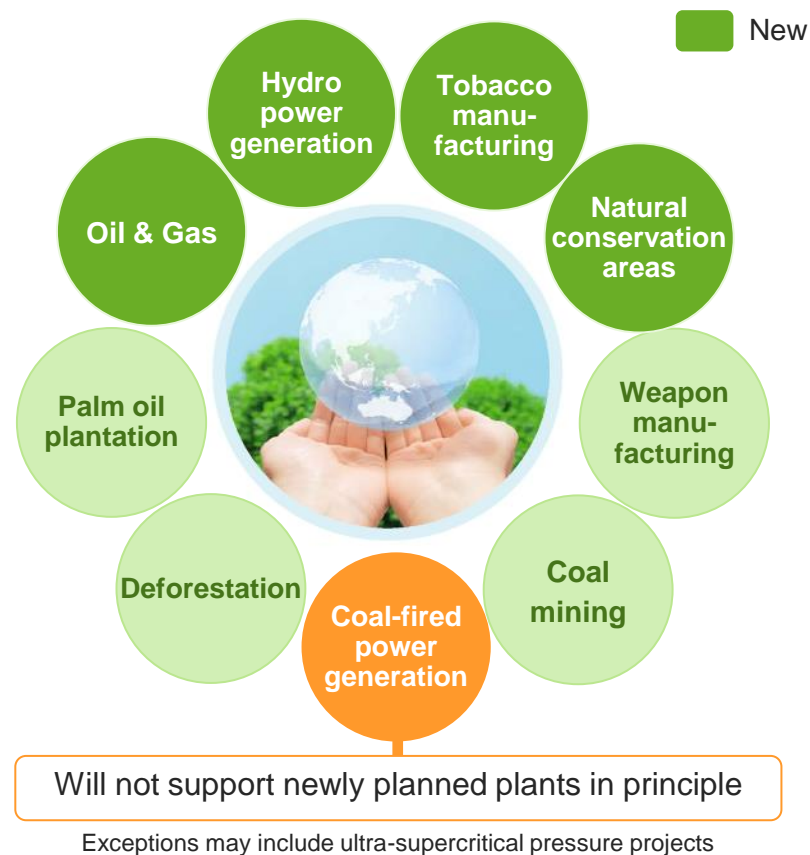 New
Hydro
power
generation
Tobacco
manu-
facturing
Oil & Gas
Natural
conservation
areas
Palm oil
plantation
Weapon
manu-
facturing
Deforestation
Coal
mining
Coal-fired
power
generation
Will not support newly planned plants in principle
Exceptions may include ultra-supercritical pressure projects